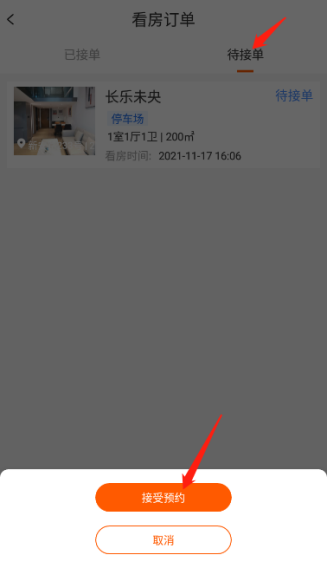 看房订单
已接单
待接单
长乐未央
待接单
停车场
1室1厅1卫 | 200㎡
看房时间: 2021-11-17 16:06
接受预约
取消